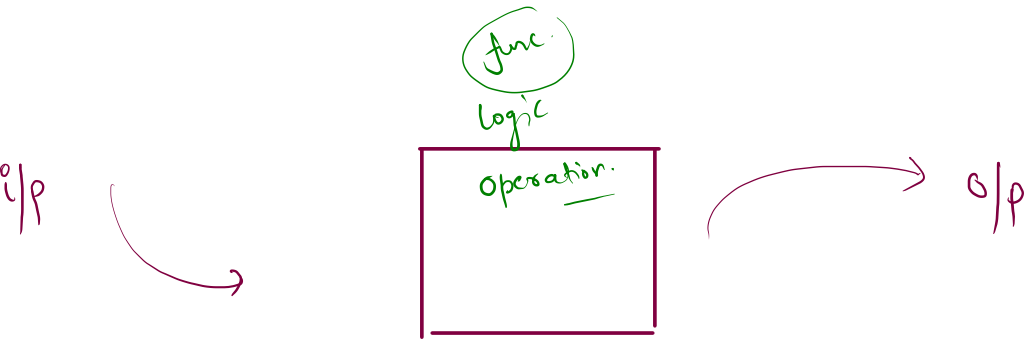 func.
logic
operation.
i/p
o/p